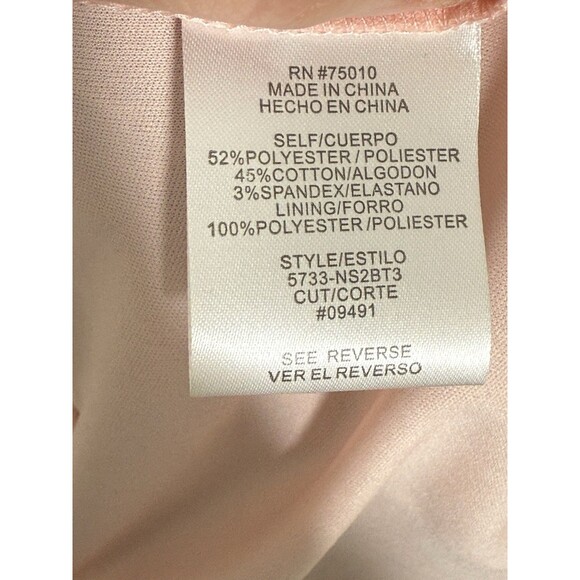 RN #75010
MADE IN CHINA
HECHO EN CHINA
SELF/CUERPO
52%POLYESTER / POLIESTER
45%COTTON/ALGODON
3%SPANDEX/ELASTANO
LINING/FORRO
100%POLYESTER/POLIESTER
STYLE/ESTILO
5733-NS2BT3
CUT/CORTE
#09491
SEE REVERSE
VER EL REVERSO